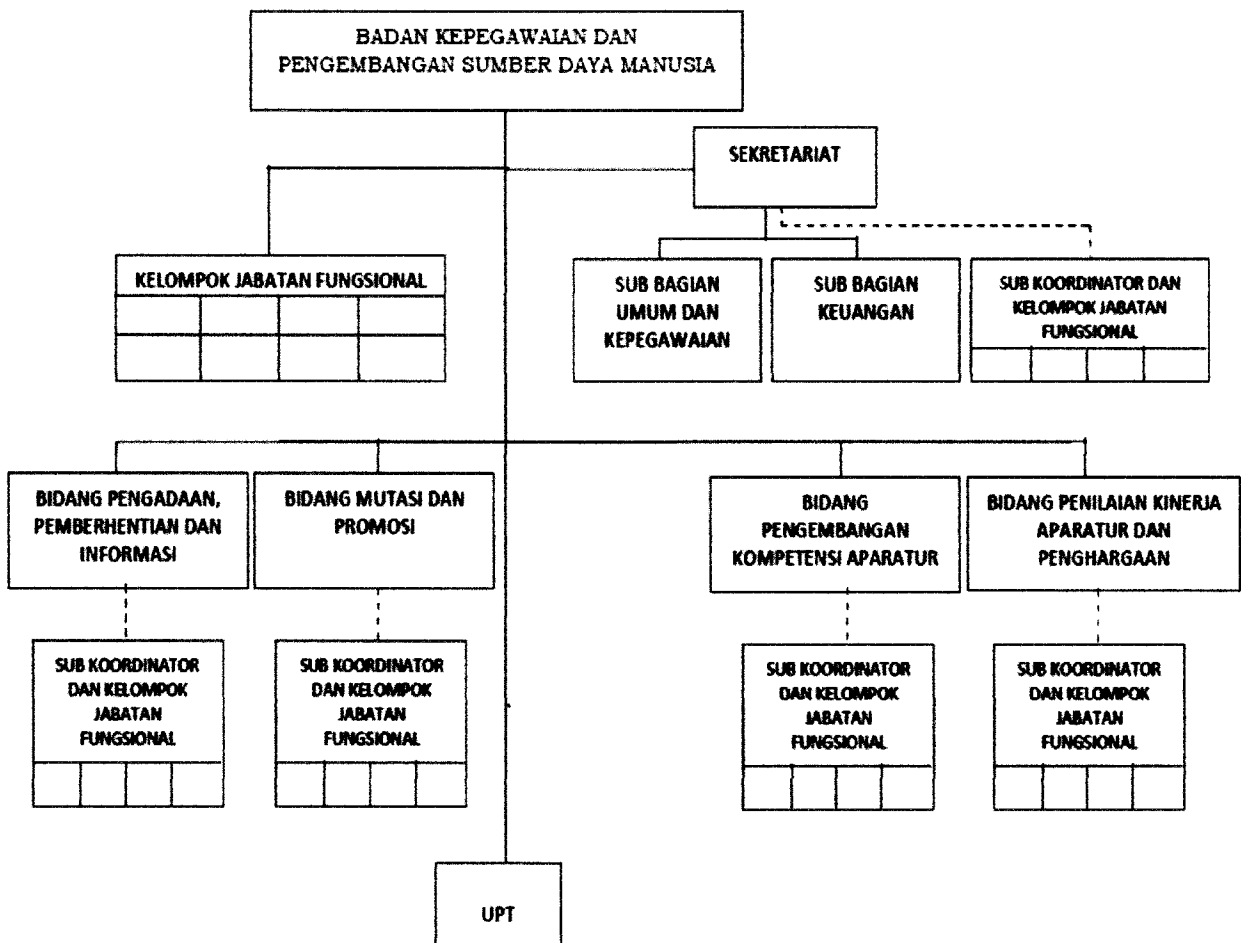 BADAN KEPEGAWAIAN DAN
PENGEMBANGAN SUMBER DAYA MANUSIA
SEKRETARIAT
KELOMPOK JABATAN FUNGSIONAL
SUB BAGIAN
UMUM DAN
KEPEGAWAIAN
SUB BAGIAN
KEUANGAN
SUB KOORDINATOR DAN
KELOMPOK JABATAN
FUNGSIONAL
BIDANG PENGADAAN,
PEMBERHENTIAN DAN
INFORMASI
BIDANG MUTASI DAN
PROMOSI
BIDANG
PENGEMBANGAN
KOMPETENSI APARATUR
BIDANG PENILAIAN KINERJA
APARATUR DAN
PENGHARGAAN
SUB KOORDINATOR
DAN KELOMPOK
JABATAN
FUNGSIONAL
SUB KOORDINATOR
DAN KELOMPOK
JABATAN
FUNGSIONAL
SUB KOORDINATOR
DAN KELOMPOK
JABATAN
FUNGSIONAL
SUB KOORDINATOR
DAN KELOMPOK
JABATAN
FUNGSIONAL
UPT